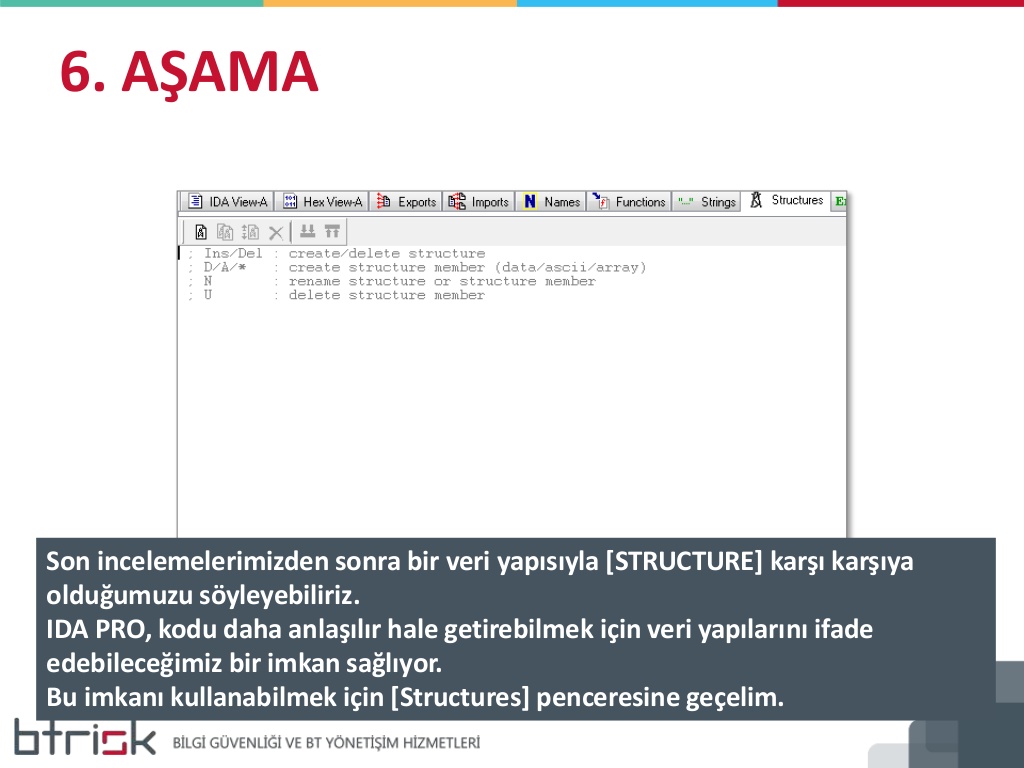 6. AŞAMA
IDA View-A Hex View-A Exports Imports N Names Functions "..." Strings Structures
; Ins/Del : create/delete structure
; D/A/* : create structure member (data/ascii/array)
; N : rename structure or structure member
; U : delete structure member
Son incelemelerimizden sonra bir veri yapısıyla [STRUCTURE] karşı karşıya
olduğumuzu söyleyebiliriz.
IDA PRO, kodu daha anlaşılır hale getirebilmek için veri yapılarını ifade
edebileceğimiz bir imkan sağlıyor.
Bu imkanı kullanabilmek için [Structures] penceresine geçelim.
btrisk BİLGİ GÜVENLİĞİ VE BT YÖNETİŞİM HİZMETLERİ